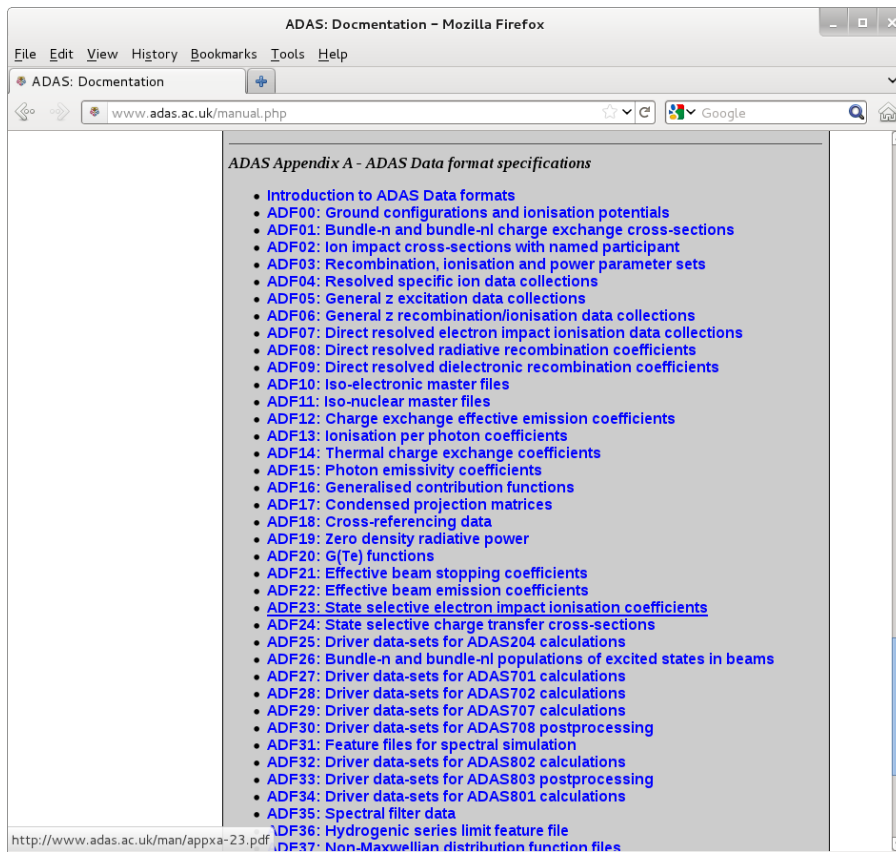 ADAS: Docmentation - Mozilla Firefox
File Edit View History Bookmarks Tools Help
ADAS: Docmentation
www.adas.ac.uk/manual.php Google
ADAS Appendix A - ADAS Data format specifications
Introduction to ADAS Data formats
ADF00: Ground configurations and ionisation potentials
ADF01: Bundle-n and bundle-nl charge exchange cross-sections
ADF02: Ion impact cross-sections with named participant
ADF03: Recombination, ionisation and power parameter sets
ADF04: Resolved specific ion data collections
ADF05: General z excitation data collections
ADF06: General z recombination/ionisation data collections
ADF07: Direct resolved electron impact ionisation data collections
ADF08: Direct resolved radiative recombination coefficients
ADF09: Direct resolved dielectronic recombination coefficients
ADF10: Iso-electronic master files
ADF11: Iso-nuclear master files
ADF12: Charge exchange effective emission coefficients
ADF13: Ionisation per photon coefficients
ADF14: Thermal charge exchange coefficients
ADF15: Photon emissivity coefficients
ADF16: Generalised contribution functions
ADF17: Condensed projection matrices
ADF18: Cross-referencing data
ADF19: Zero density radiative power
ADF20: G(Te) functions
ADF21: Effective beam stopping coefficients
ADF22: Effective beam emission coefficients
ADF23: State selective electron impact ionisation coefficients
ADF24: State selective charge transfer cross-sections
ADF25: Driver data-sets for ADAS204 calculations
ADF26: Bundle-n and bundle-nl populations of excited states in beams
ADF27: Driver data-sets for ADAS701 calculations
ADF28: Driver data-sets for ADAS702 calculations
ADF29: Driver data-sets for ADAS707 calculations
ADF30: Driver data-sets for ADAS708 postprocessing
ADF31: Feature files for spectral simulation
ADF32: Driver data-sets for ADAS802 calculations
ADF33: Driver data-sets for ADAS803 postprocessing
ADF34: Driver data-sets for ADAS801 calculations
ADF35: Spectral filter data
ADF36: Hydrogenic series limit feature file
http://www.adas.ac.uk/man/appxa-23.pdf
ADF37: Non-Maxwellian distribution function files